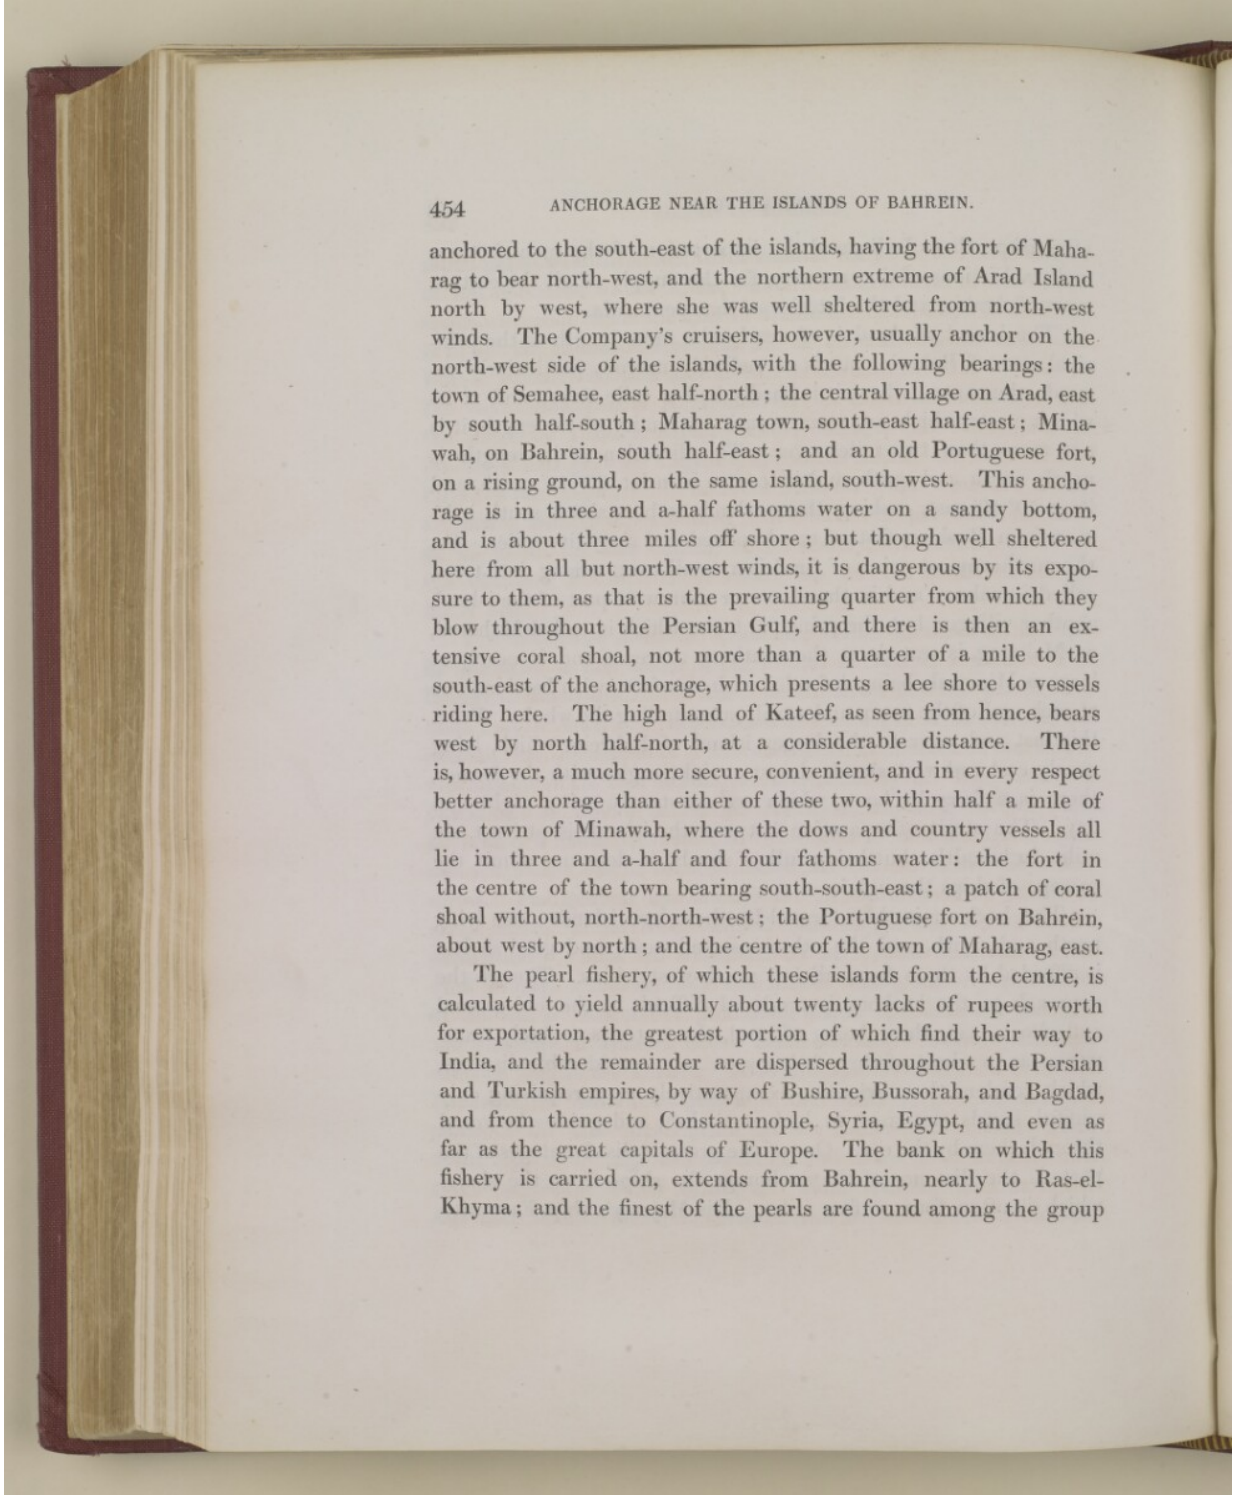 454 ANCHORAGE NEAR THE ISLANDS OF BAHREIN.
anchored to the south-east of the islands, having the fort of Maha-
rag to bear north-west, and the northern extreme of Arad Island
north by west, where she was well sheltered from north-west
winds. The Company's cruisers, however, usually anchor on the
north-west side of the islands, with the following bearings: the
town of Semahee, east half-north; the central village on Arad, east
by south half-south; Maharag town, south-east half-east; Mina-
wah, on Bahrein, south half-east; and an old Portuguese fort,
on a rising ground, on the same island, south-west. This ancho-
rage is in three and a-half fathoms water on a sandy bottom,
and is about three miles off shore; but though well sheltered
here from all but north-west winds, it is dangerous by its expo-
sure to them, as that is the prevailing quarter from which they
blow throughout the Persian Gulf, and there is then an ex-
tensive coral shoal, not more than a quarter of a mile to the
south-east of the anchorage, which presents a lee shore to vessels
riding here. The high land of Kateef, as seen from hence, bears
west by north half-north, at a considerable distance. There
is, however, a much more secure, convenient, and in every respect
better anchorage than either of these two, within half a mile of
the town of Minawah, where the dows and country vessels all
lie in three and a-half and four fathoms water: the fort in
the centre of the town bearing south-south-east; a patch of coral
shoal without, north-north-west; the Portuguese fort on Bahrein,
about west by north; and the centre of the town of Maharag, east.
The pearl fishery, of which these islands form the centre, is
calculated to yield annually about twenty lacks of rupees worth
for exportation, the greatest portion of which find their way to
India, and the remainder are dispersed throughout the Persian
and Turkish empires, by way of Bushire, Bussorah, and Bagdad,
and from thence to Constantinople, Syria, Egypt, and even as
far as the great capitals of Europe. The bank on which this
fishery is carried on, extends from Bahrein, nearly to Ras-el-
Khyma; and the finest of the pearls are found among the group